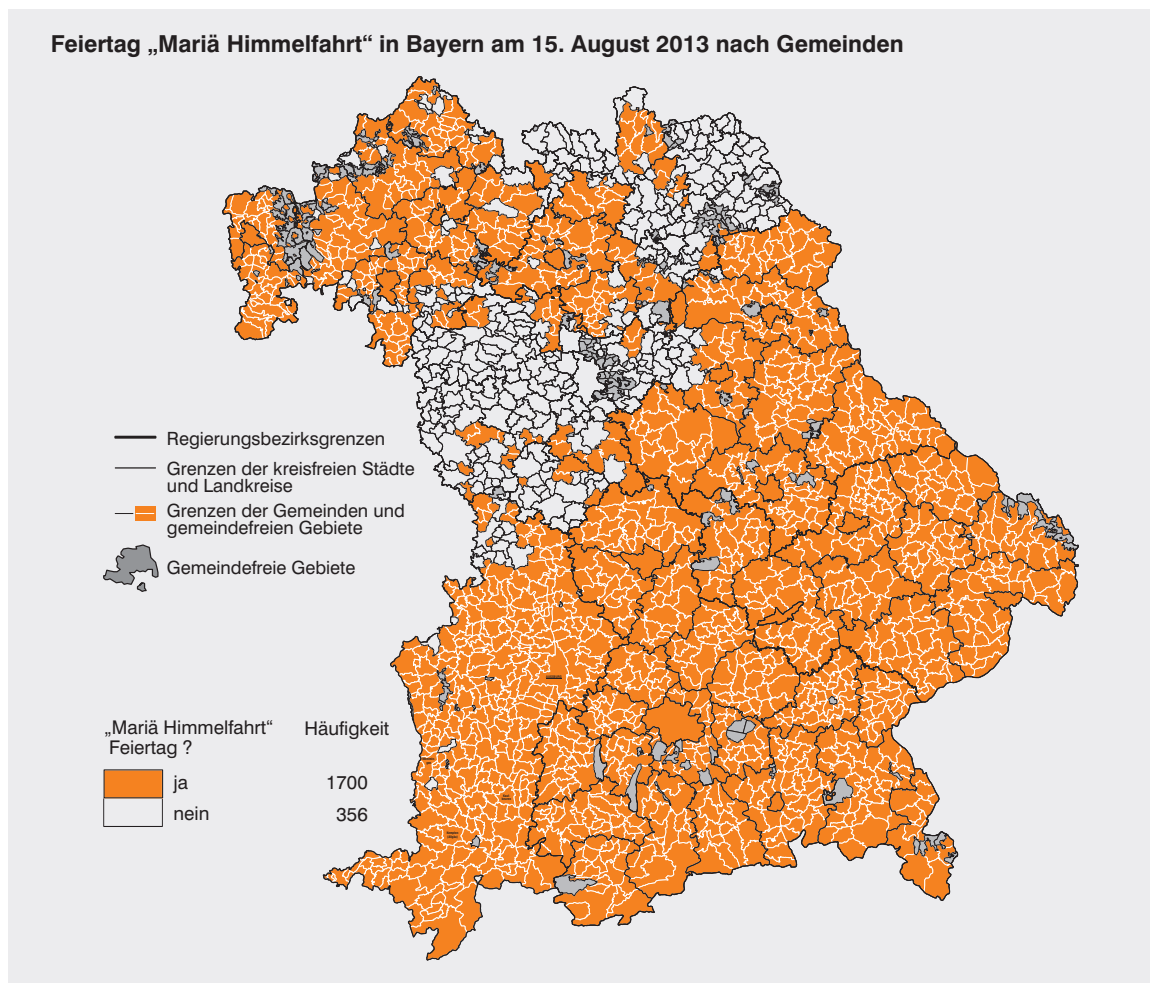 Feiertag „Mariä Himmelfahrt“ in Bayern am 15. August 2013 nach Gemeinden
Regierungsbezirksgrenzen
Grenzen der kreisfreien Städte
und Landkreise
Grenzen der Gemeinden und
gemeindefreien Gebiete
Gemeindefreie Gebiete
„Mariä Himmelfahrt“ Häufigkeit
Feiertag ?
ja 1700
nein 356